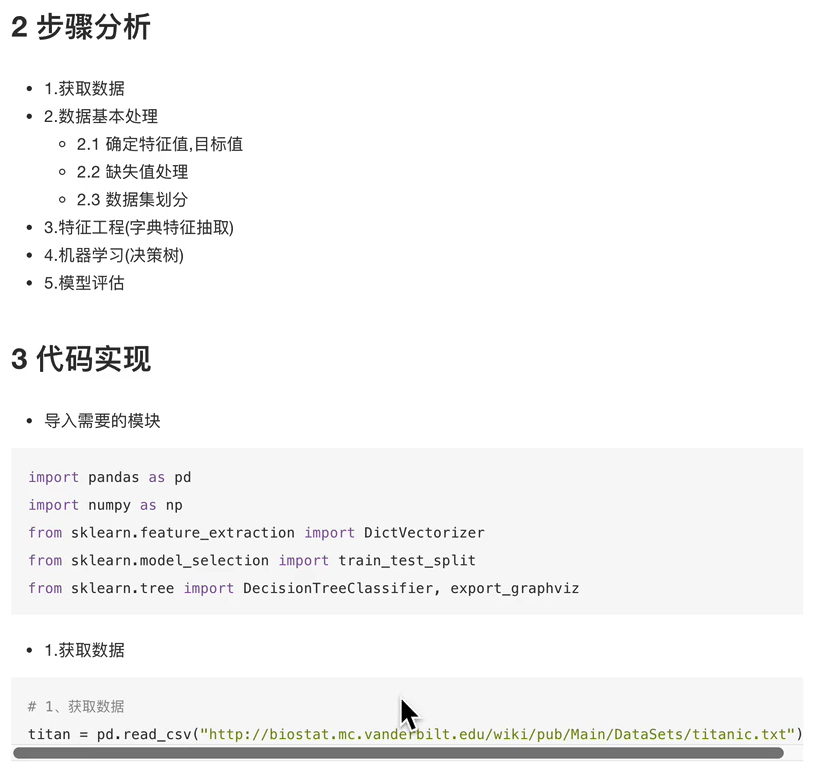 2 步骤分析
1.获取数据
2.数据基本处理
2.1 确定特征值,目标值
2.2 缺失值处理
2.3 数据集划分
3.特征工程(字典特征抽取)
4.机器学习(决策树)
5.模型评估
3 代码实现
导入需要的模块
import pandas as pd
import numpy as np
from sklearn.feature_extraction import DictVectorizer
from sklearn.model_selection import train_test_split
from sklearn.tree import DecisionTreeClassifier, export_graphviz
1.获取数据
# 1、获取数据
titan = pd.read_csv("http://biostat.mc.vanderbilt.edu/wiki/pub/Main/DataSets/titanic.txt")